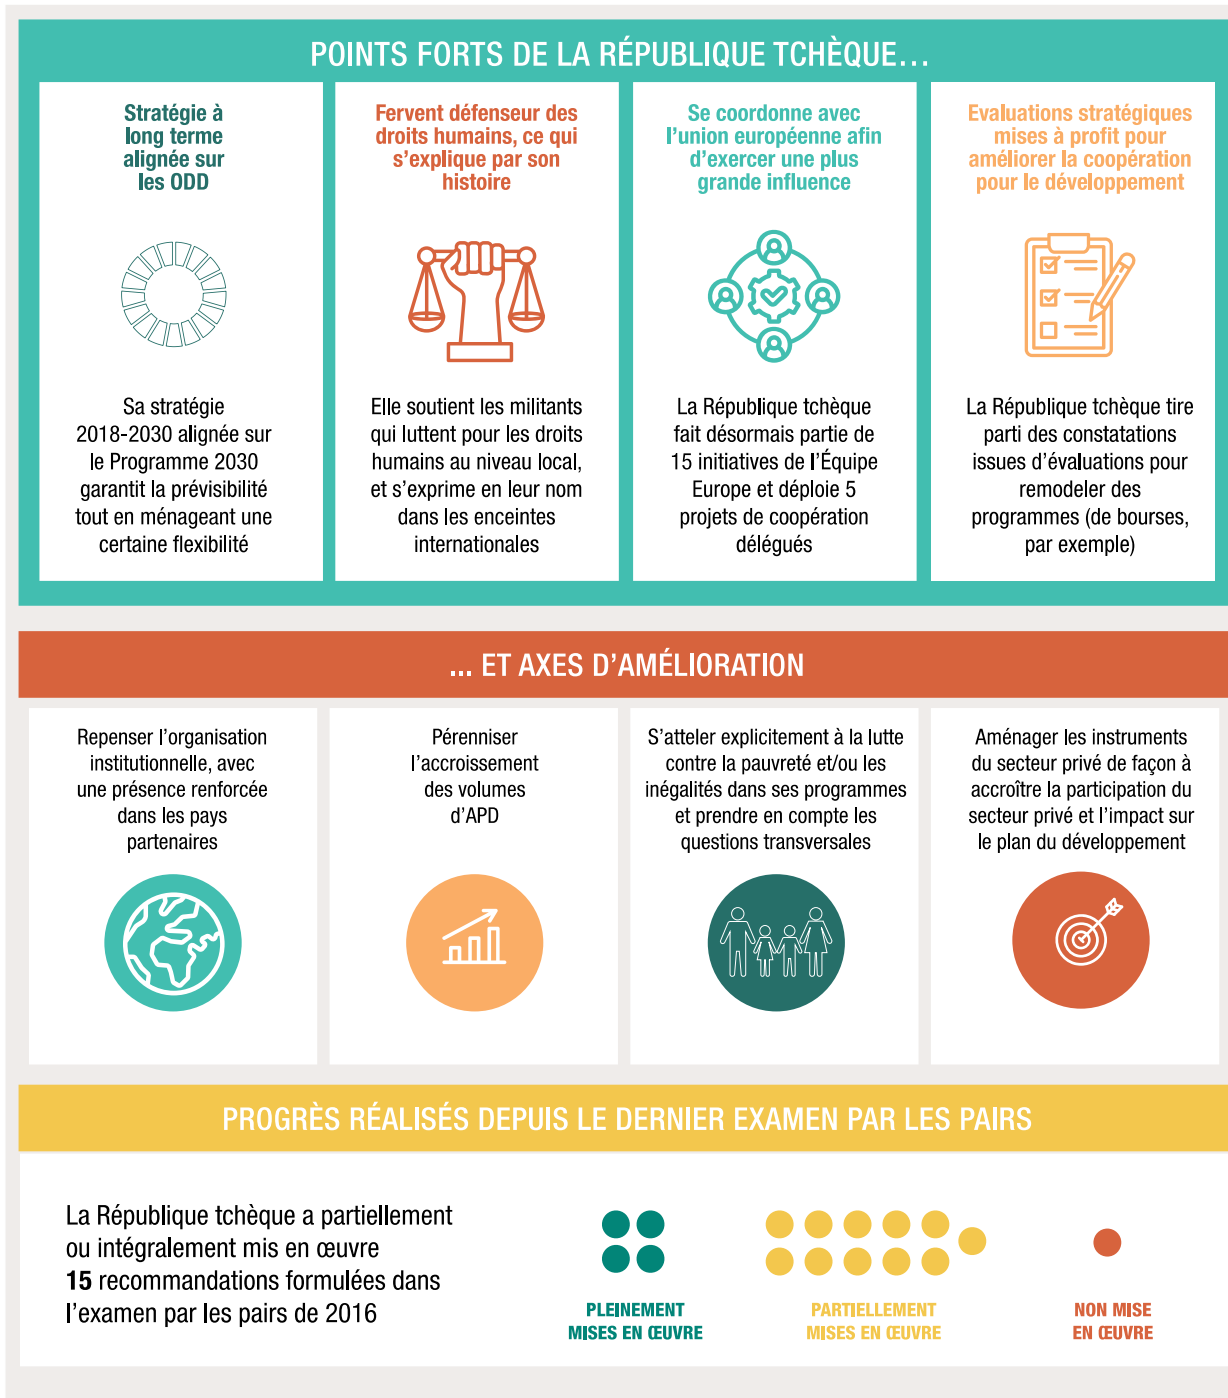 POINTS FORTS DE LA RÉPUBLIQUE TCHÈQUE...
Stratégie à
long terme
alignée sur
les ODD
Sa stratégie
2018-2030 alignée sur
le Programme 2030
garantit la prévisibilité
tout en ménageant une
certaine flexibilité
Fervent défenseur des
droits humains, ce qui
s'explique par son
histoire
Elle soutient les militants
qui luttent pour les droits
humains au niveau local,
et s'exprime en leur nom
dans les enceintes
internationales
Se coordonne avec
l'union européenne afin
d'exercer une plus
grande influence
La République tchèque
fait désormais partie de
15 initiatives de l'Équipe
Europe et déploie 5
projets de coopération
délégués
Evaluations stratégiques
mises à profit pour
améliorer la coopération
pour le développement
La République tchèque tire
parti des constatations
issues d'évaluations pour
remodeler des
programmes (de bourses,
par exemple)
... ET AXES D'AMÉLIORATION
Repenser l'organisation
institutionnelle, avec
une présence renforcée
dans les pays
partenaires
Pérenniser
l'accroissement
des volumes
d'APD
S'atteler explicitement à la lutte
contre la pauvreté et/ou les
inégalités dans ses programmes
et prendre en compte les
questions transversales
Aménager les instruments
du secteur privé de façon à
accroître la participation du
secteur privé et l'impact sur
le plan du développement
PROGRÈS RÉALISÉS DEPUIS LE DERNIER EXAMEN PAR LES PAIRS
La République tchèque a partiellement
ou intégralement mis en œuvre
15 recommandations formulées dans
l'examen par les pairs de 2016
PLEINEMENT
MISES EN ŒUVRE
PARTIELLEMENT
MISES EN ŒUVRE
NON MISE
EN ŒUVRE